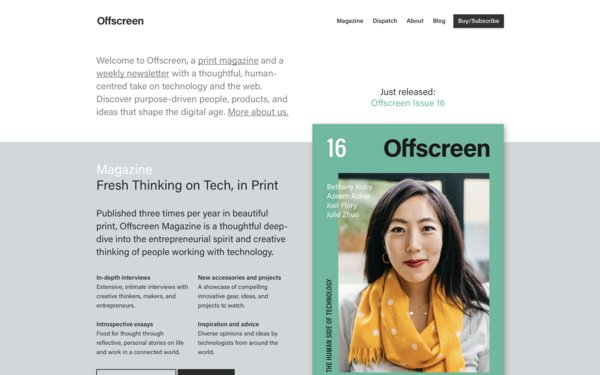 Offscreen
Magazine Dispatch About Blog Buy/Subscribe
Welcome to Offscreen, a print magazine and a
weekly newsletter with a thoughtful, human-
centred take on technology and the web.
Discover purpose-driven people, products, and
ideas that shape the digital age. More about us.
Just released:
Offscreen Issue 16
16 Offscreen
Bethany Koby
Azeem Azhar
Joel Flory
Julie Zhuo
THE HUMAN SIDE OF TECHNOLOGY
Magazine
Fresh Thinking on Tech, in Print
Published three times per year in beautiful
print, Offscreen Magazine is a thoughtful deep-
dive into the entrepreneurial spirit and creative
thinking of people working with technology.
In-depth interviews
Extensive, intimate interviews with
creative thinkers, makers, and
entrepreneurs.
New accessories and projects
A showcase of compelling
innovative gear, ideas, and
projects to watch.
Introspective essays
Food for thought through
reflective, personal stories on life
and work in a connected world.
Inspiration and advice
Diverse opinions and ideas by
technologists from around the
world.